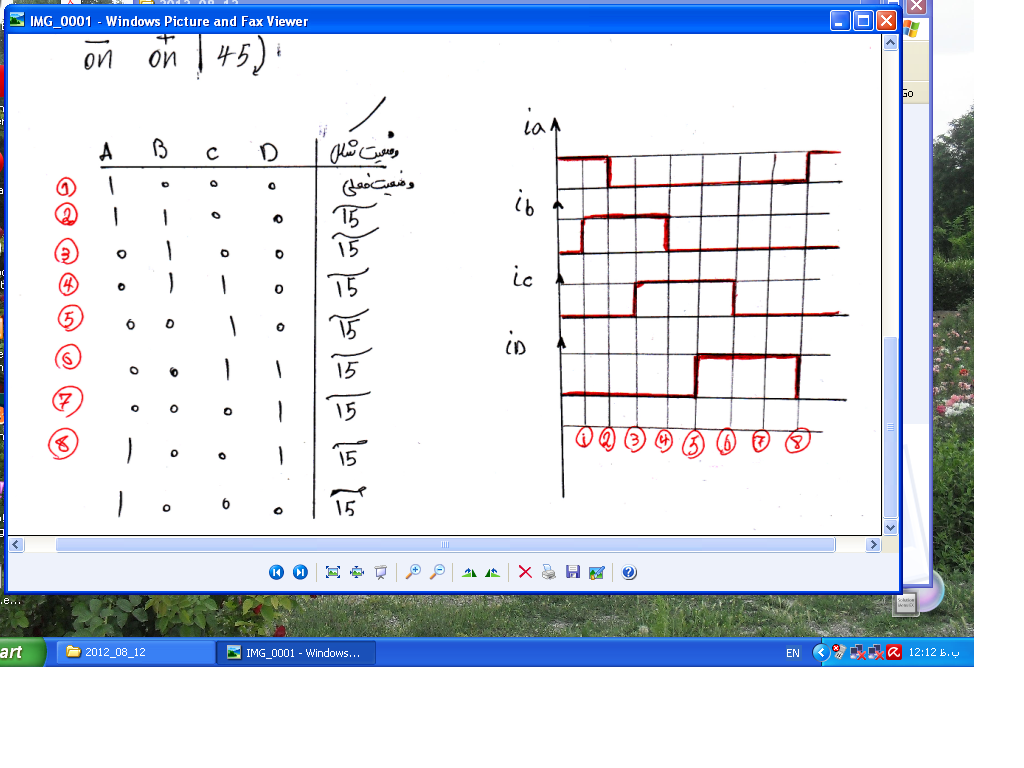 IMG_0001 - Windows Picture and Fax Viewer
on on 45)
A B C D وضعیت شکل
① 1 0 0 0 وضعیت فعلی
② 1 1 0 0 15
③ 0 1 0 0 15
④ 0 1 1 0 15
⑤ 0 0 1 0 15
⑥ 0 0 1 1 15
⑦ 0 0 0 1 15
⑧ 1 0 0 1 15
1 0 0 0 15
ia
ib
ic
iD
① ② ③ ④ ⑤ ⑥ ⑦ ⑧
Go
art 2012_08_12 IMG_0001 - Windows... EN 12:12 ب.ظ